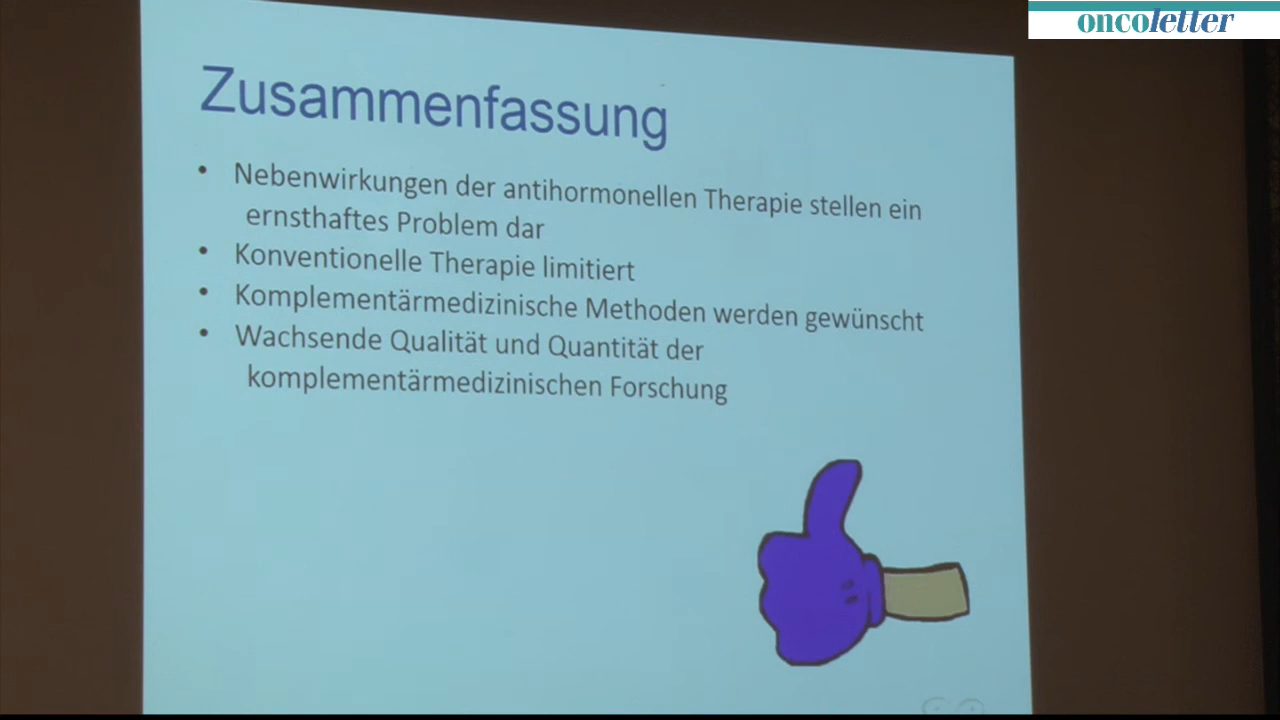 oncoletter
Zusammenfassung
• Nebenwirkungen der antihormonellen Therapie stellen ein
ernsthaftes Problem dar
• Konventionelle Therapie limitiert
• Komplementärmedizinische Methoden werden gewünscht
• Wachsende Qualität und Quantität der
komplementärmedizinischen Forschung